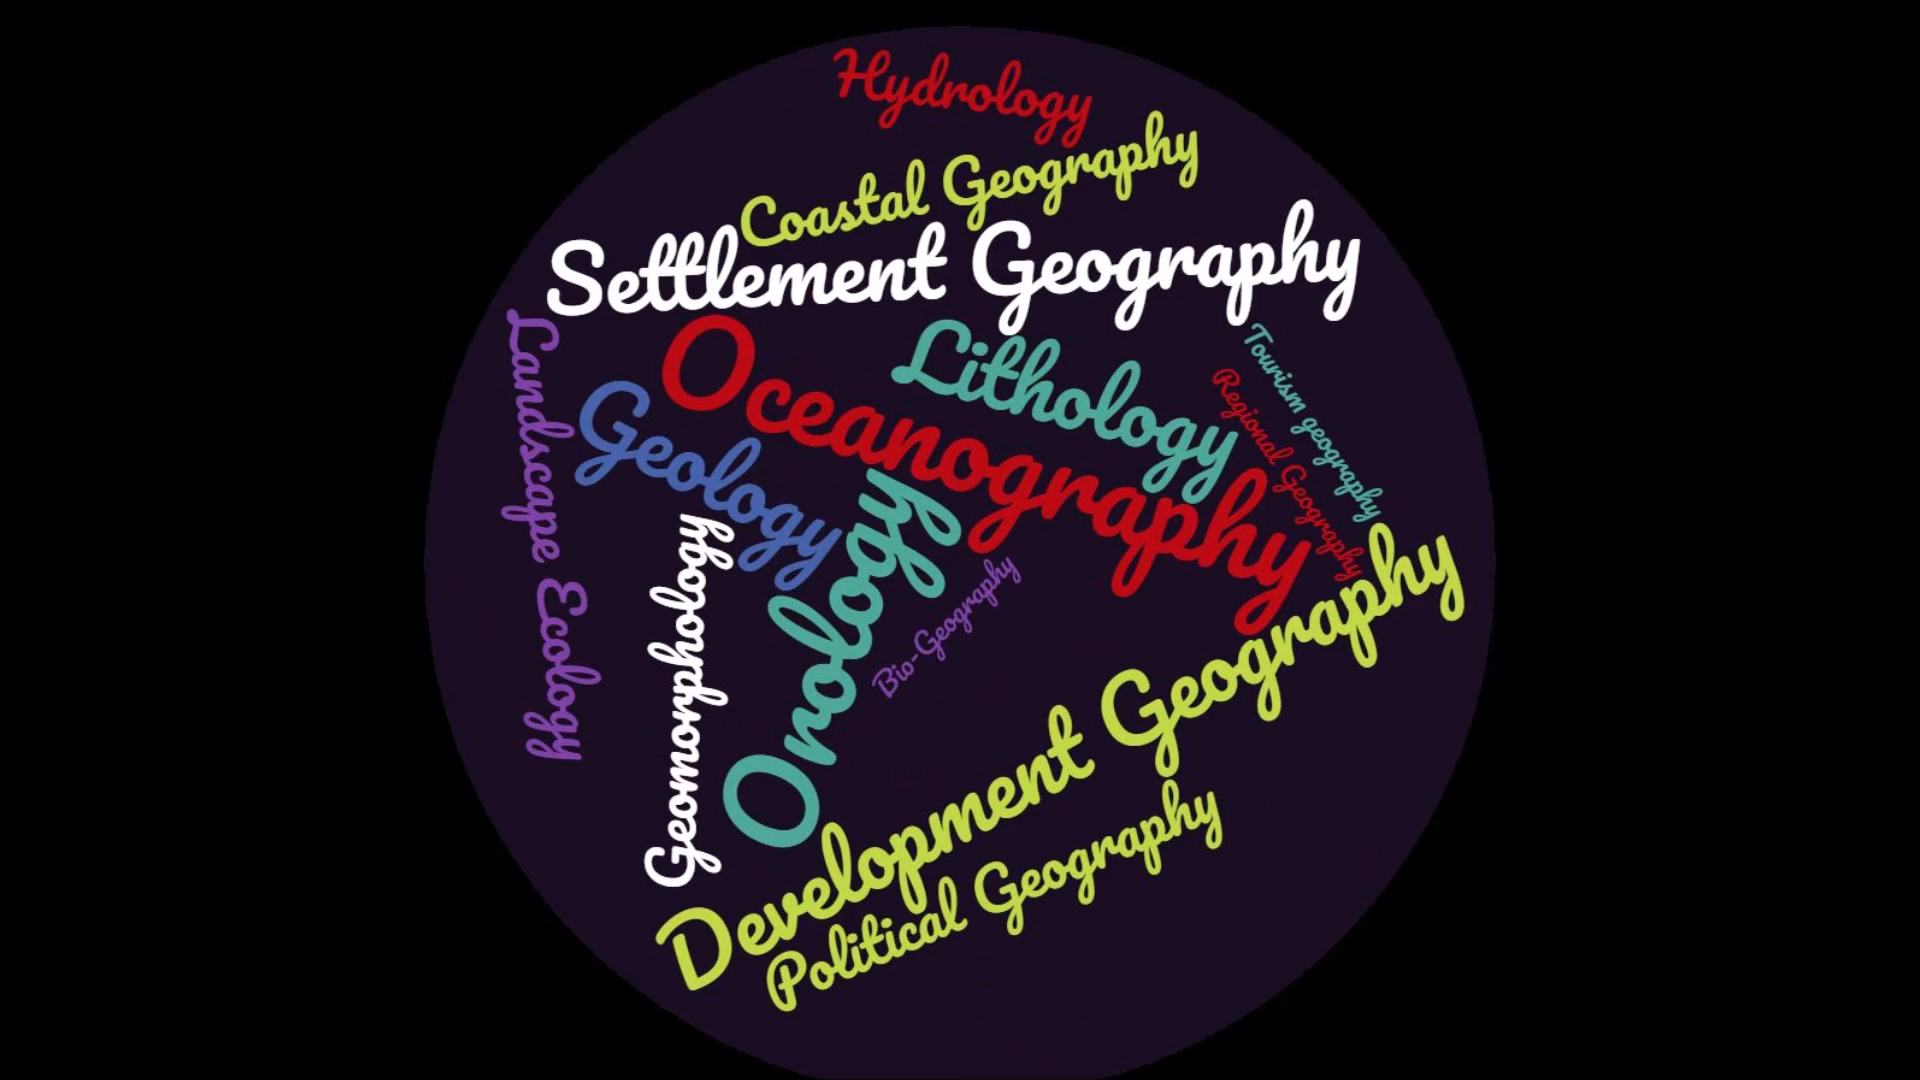 Hydrology
Coastal Geography
Settlement Geography
Oceanography
Lithology
Tourism geography
Regional Geography
Landscape Ecology
Geology
Orology
Geomorphology
Bio-Geography
Development Geography
Political Geography